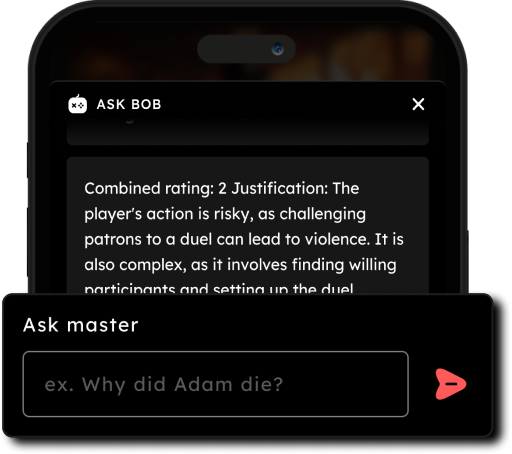 ASK BOB
Combined rating: 2 Justification: The
player's action is risky, as challenging
patrons to a duel can lead to violence. It is
also complex, as it involves finding willing
participants and setting up the duel
Ask master
ex. Why did Adam die?